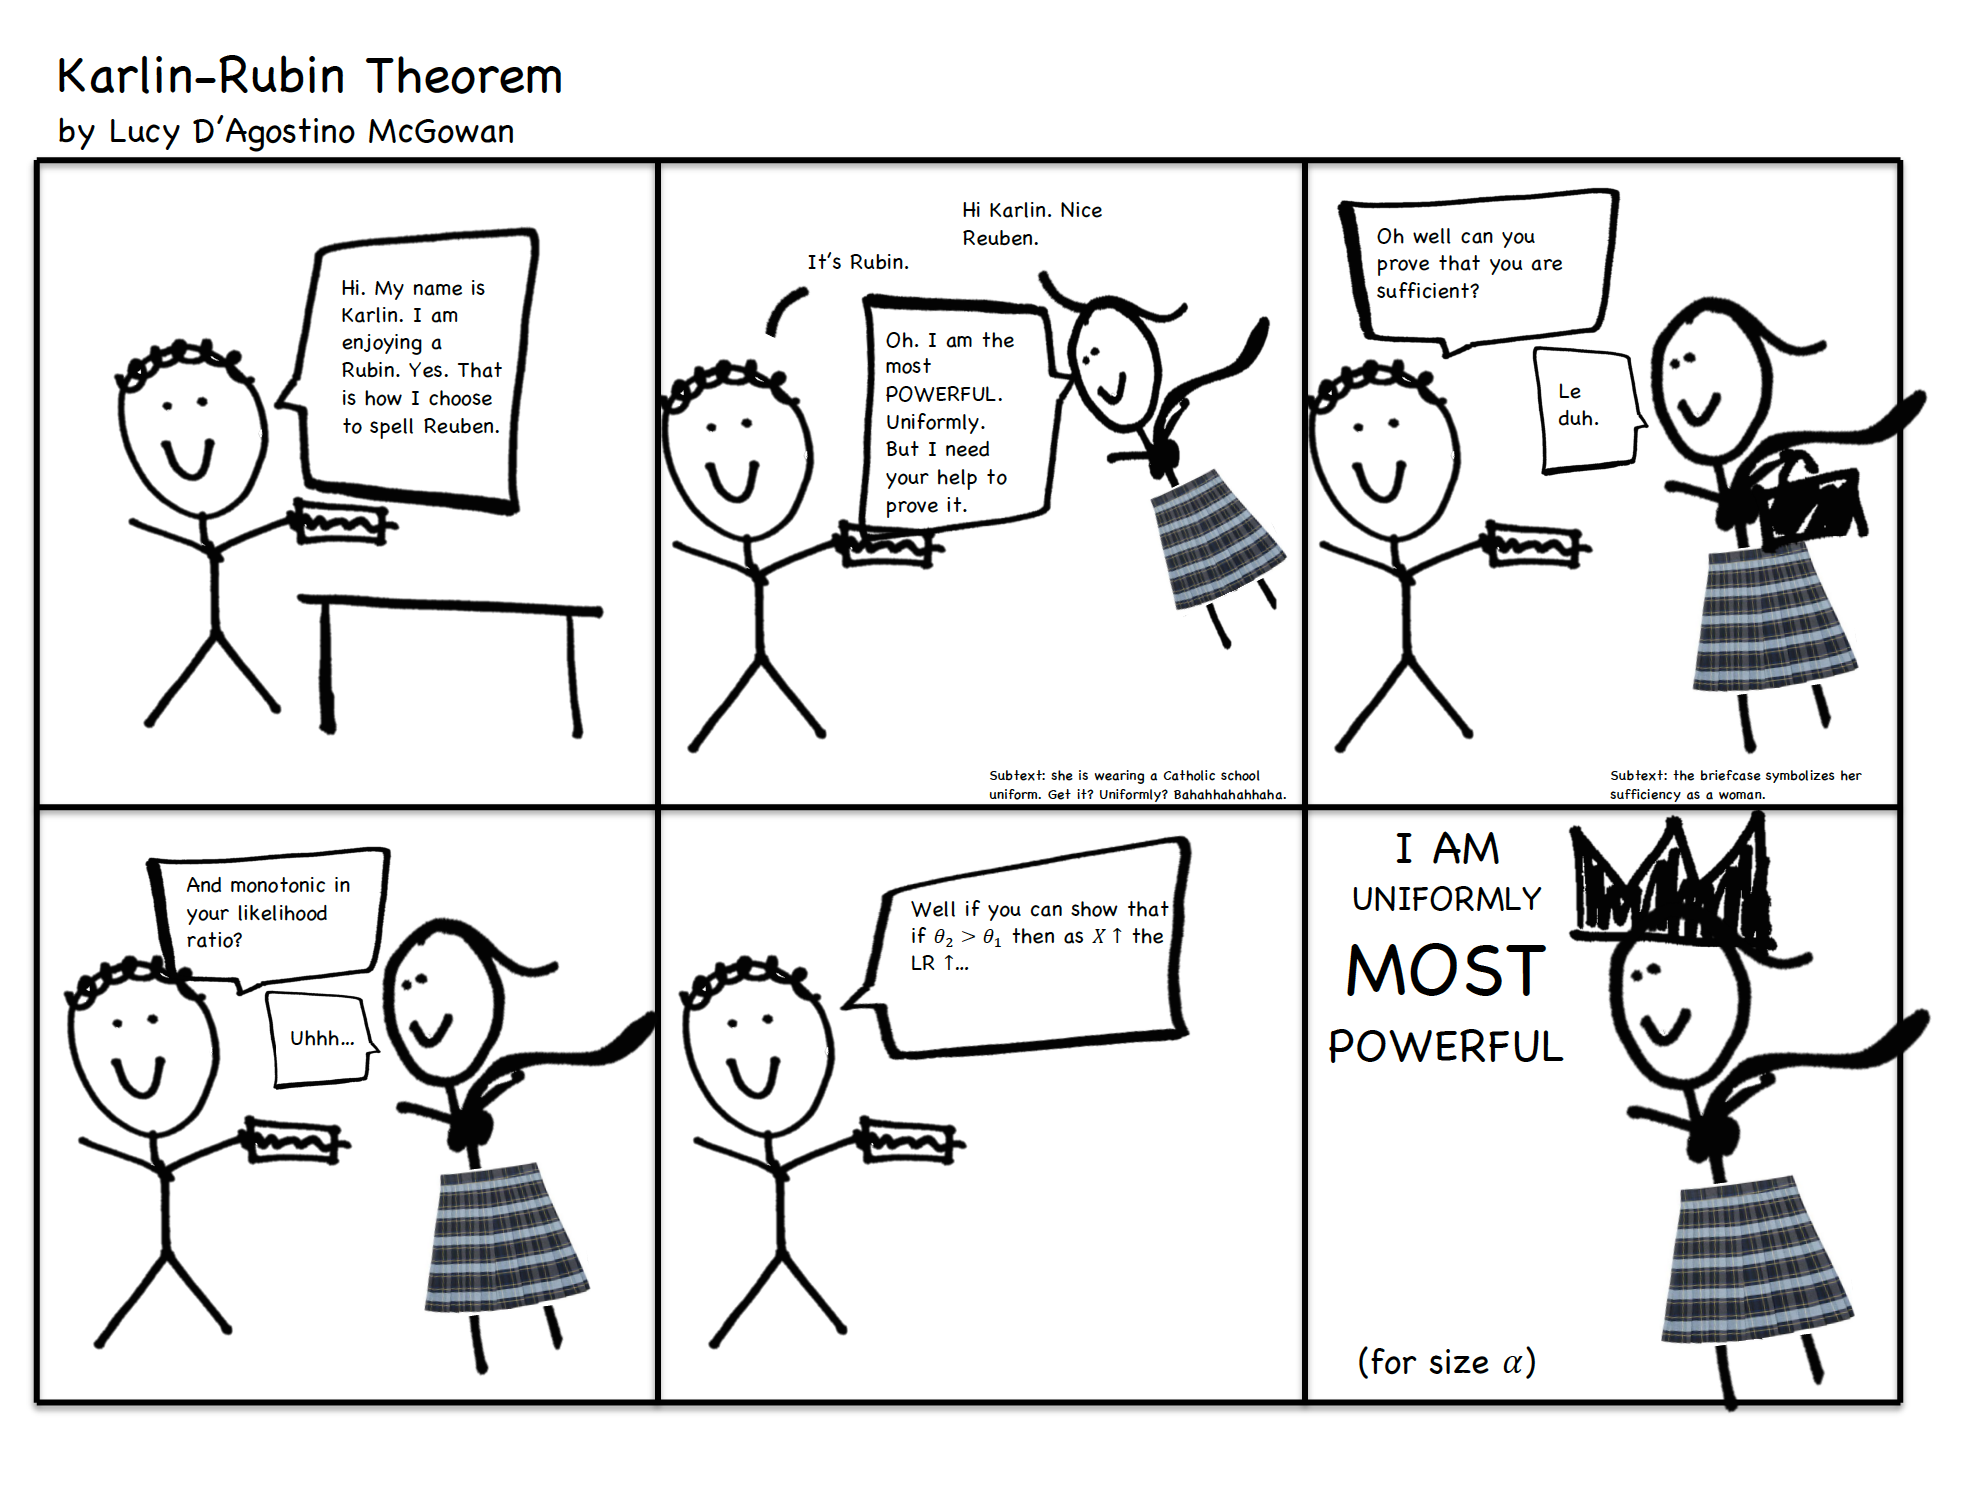 Karlin-Rubin Theorem
by Lucy D'Agostino McGowan
Hi. My name is
Karlin. I am
enjoying a
Rubin. Yes. That
is how I choose
to spell Reuben.
Hi Karlin. Nice
Reuben.
It's Rubin.
Oh. I am the
most
POWERFUL.
Uniformly.
But I need
your help to
prove it.
Subtext: she is wearing a Catholic school
uniform. Get it? Uniformly? Bahahhahahhaha.
Oh well can you
prove that you are
sufficient?
Le
duh.
Subtext: the briefcase symbolizes her
sufficiency as a woman.
And monotonic in
your likelihood
ratio?
Uhhh...
Well if you can show that
if θ₂ > θ₁ then as X ↑ the
LR ↑...
I AM
UNIFORMLY
MOST
POWERFUL
(for size α)